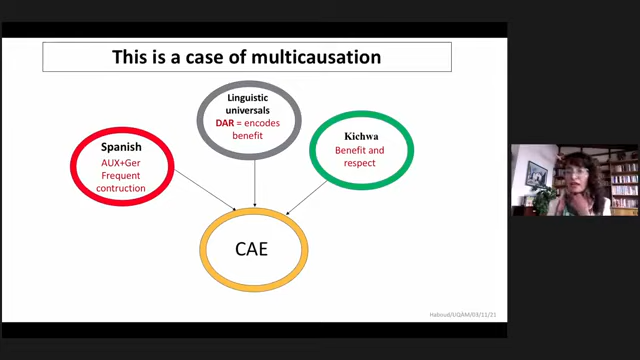 This is a case of multicausation
Linguistic
universals
DAR = encodes
benefit
Spanish
AUX+Ger
Frequent
contruction
Kichwa
Benefit and
respect
CAE
Haboud/UQAM/03/11/21